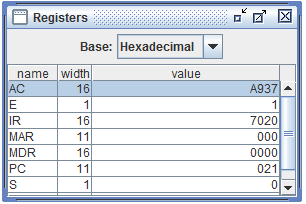 Registers
Base: Hexadecimal
name width value
AC 16 A937
E 1 1
IR 16 7020
MAR 11 000
MDR 16 0000
PC 11 021
S 1 0